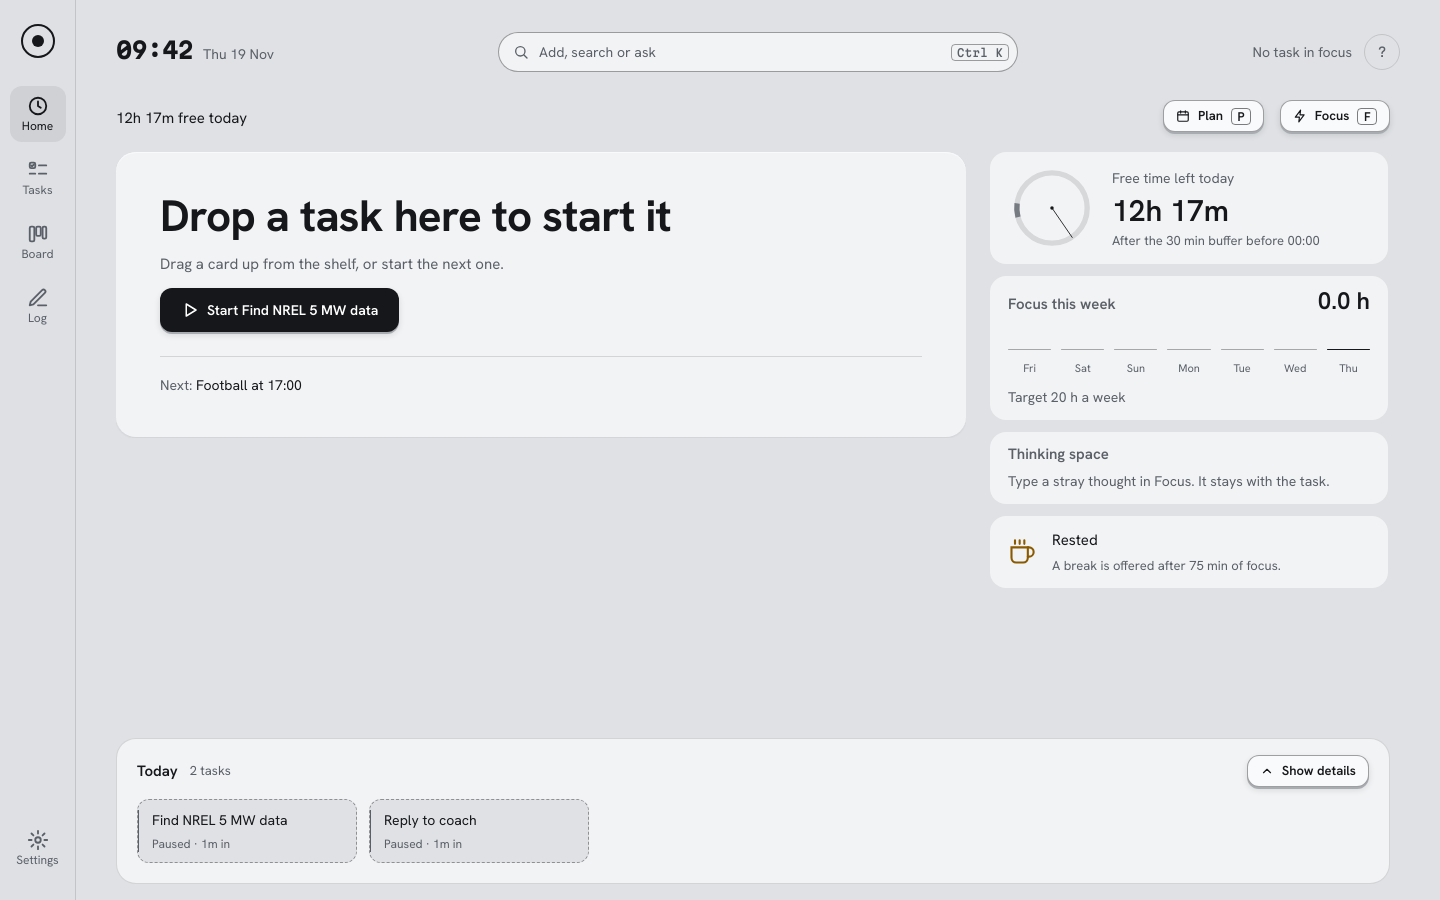 09:42 Thu 19 Nov
Add, search or ask
Ctrl K
No task in focus
?
Home
Tasks
Board
Log
Settings
12h 17m free today
Plan P
Focus F
Drop a task here to start it
Drag a card up from the shelf, or start the next one.
Start Find NREL 5 MW data
Next: Football at 17:00
Free time left today
12h 17m
After the 30 min buffer before 00:00
Focus this week
0.0 h
Fri Sat Sun Mon Tue Wed Thu
Target 20 h a week
Thinking space
Type a stray thought in Focus. It stays with the task.
Rested
A break is offered after 75 min of focus.
Today 2 tasks
Show details
Find NREL 5 MW data
Paused · 1m in
Reply to coach
Paused · 1m in